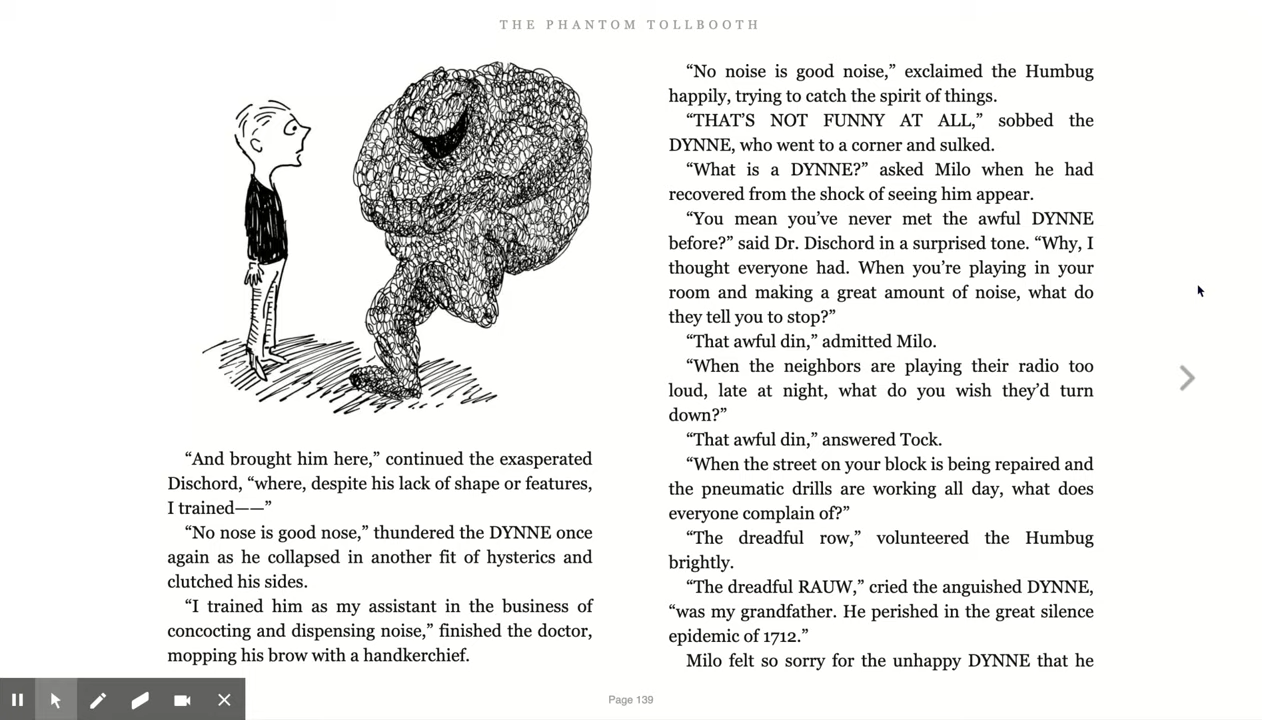 THE PHANTOM TOLLBOOTH
“And brought him here,” continued the exasperated
Dischord, “where, despite his lack of shape or features,
I trained——”
“No nose is good nose,” thundered the DYNNE once
again as he collapsed in another fit of hysterics and
clutched his sides.
“I trained him as my assistant in the business of
concocting and dispensing noise,” finished the doctor,
mopping his brow with a handkerchief.
“No noise is good noise,” exclaimed the Humbug
happily, trying to catch the spirit of things.
“THAT’S NOT FUNNY AT ALL,” sobbed the
DYNNE, who went to a corner and sulked.
“What is a DYNNE?” asked Milo when he had
recovered from the shock of seeing him appear.
“You mean you’ve never met the awful DYNNE
before?” said Dr. Dischord in a surprised tone. “Why, I
thought everyone had. When you’re playing in your
room and making a great amount of noise, what do
they tell you to stop?”
“That awful din,” admitted Milo.
“When the neighbors are playing their radio too
loud, late at night, what do you wish they’d turn
down?”
“That awful din,” answered Tock.
“When the street on your block is being repaired and
the pneumatic drills are working all day, what does
everyone complain of?”
“The dreadful row,” volunteered the Humbug
brightly.
“The dreadful RAUW,” cried the anguished DYNNE,
“was my grandfather. He perished in the great silence
epidemic of 1712.”
Milo felt so sorry for the unhappy DYNNE that he
Page 139